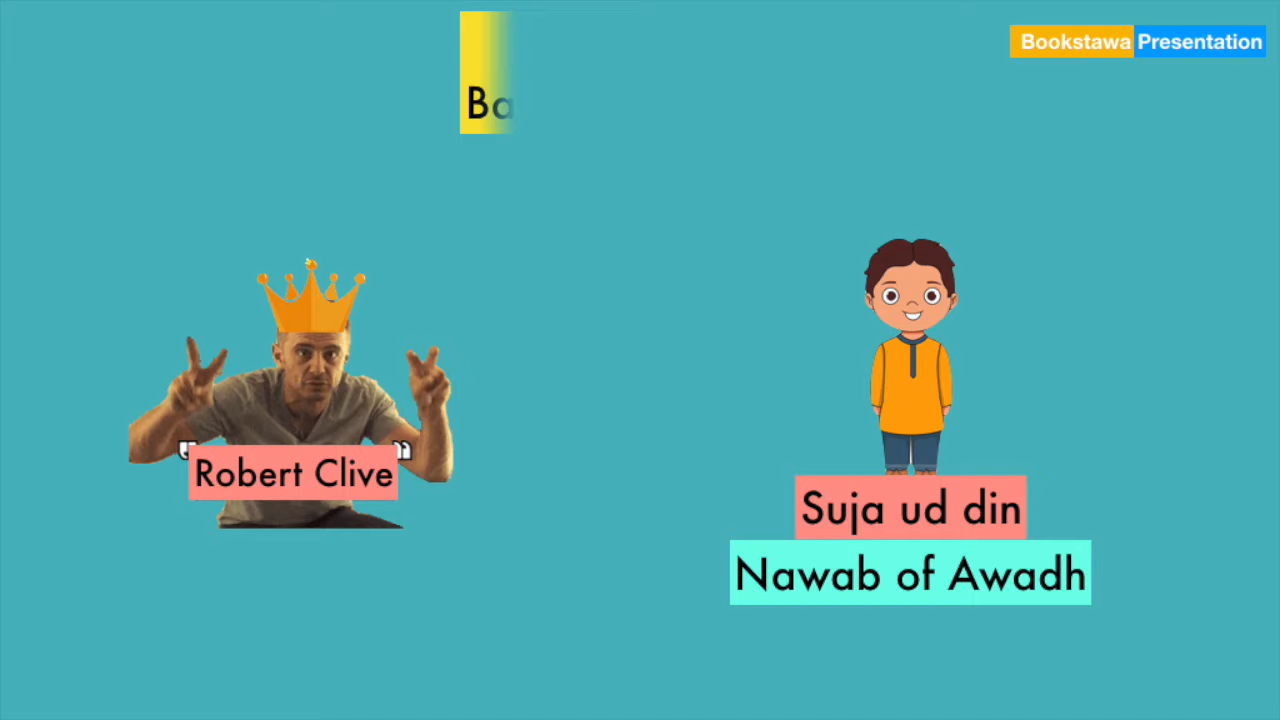 Bookstawa Presentation
Ba
Robert Clive
Suja ud din
Nawab of Awadh